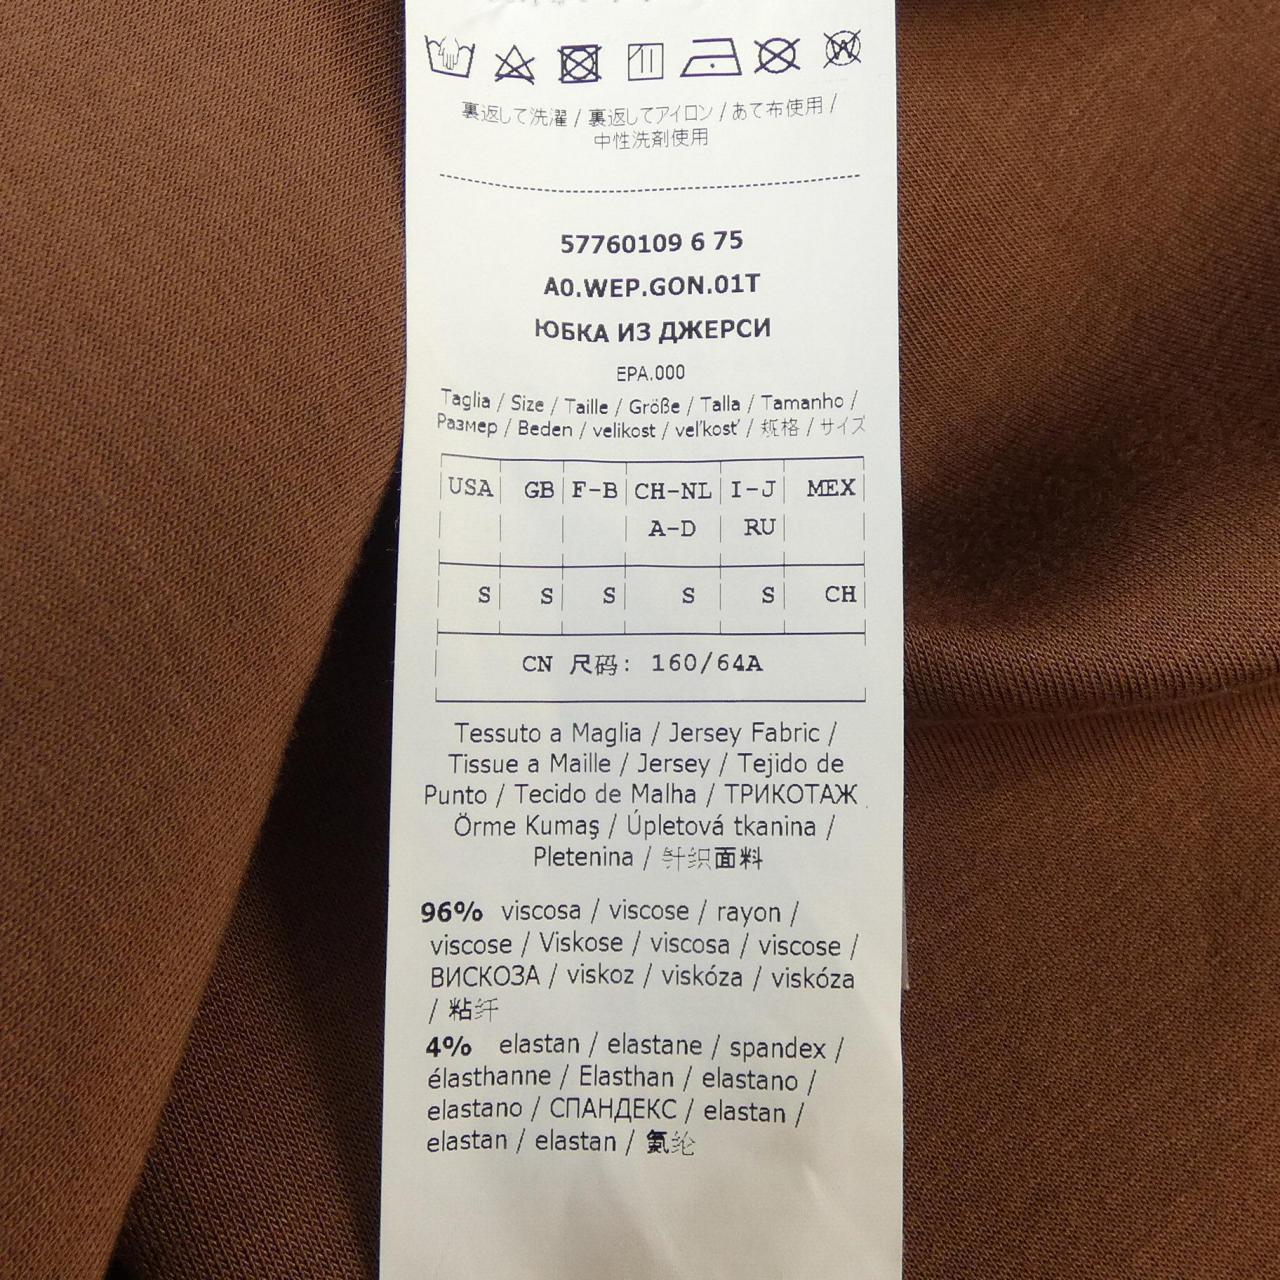 裏返して洗濯 / 裏返してアイロン / あて布使用 /
中性洗剤使用
57760109 6 75
A0.WEP.GON.01T
ЮБКА ИЗ ДЖЕРСИ
EPA.000
Taglia / Size / Taille / Größe / Talla / Tamanho /
Размер / Beden / velikost / veľkosť / 规格 / サイズ
USA GB F-B CH-NL I-J MEX
A-D RU
S S S S S CH
CN 尺码: 160/64A
Tessuto a Maglia / Jersey Fabric /
Tissue a Maille / Jersey / Tejido de
Punto / Tecido de Malha / ТРИКОТАЖ
Örme Kumaş / Úpletová tkanina /
Pletenina / 针织面料
96% viscosa / viscose / rayon /
viscose / Viskose / viscosa / viscose /
ВИСКОЗА / viskoz / viskóza / viskóza
/ 粘纤
4% elastan / elastane / spandex /
élasthanne / Elasthan / elastano /
elastano / СПАНДЕКС / elastan /
elastan / elastan / 氨纶